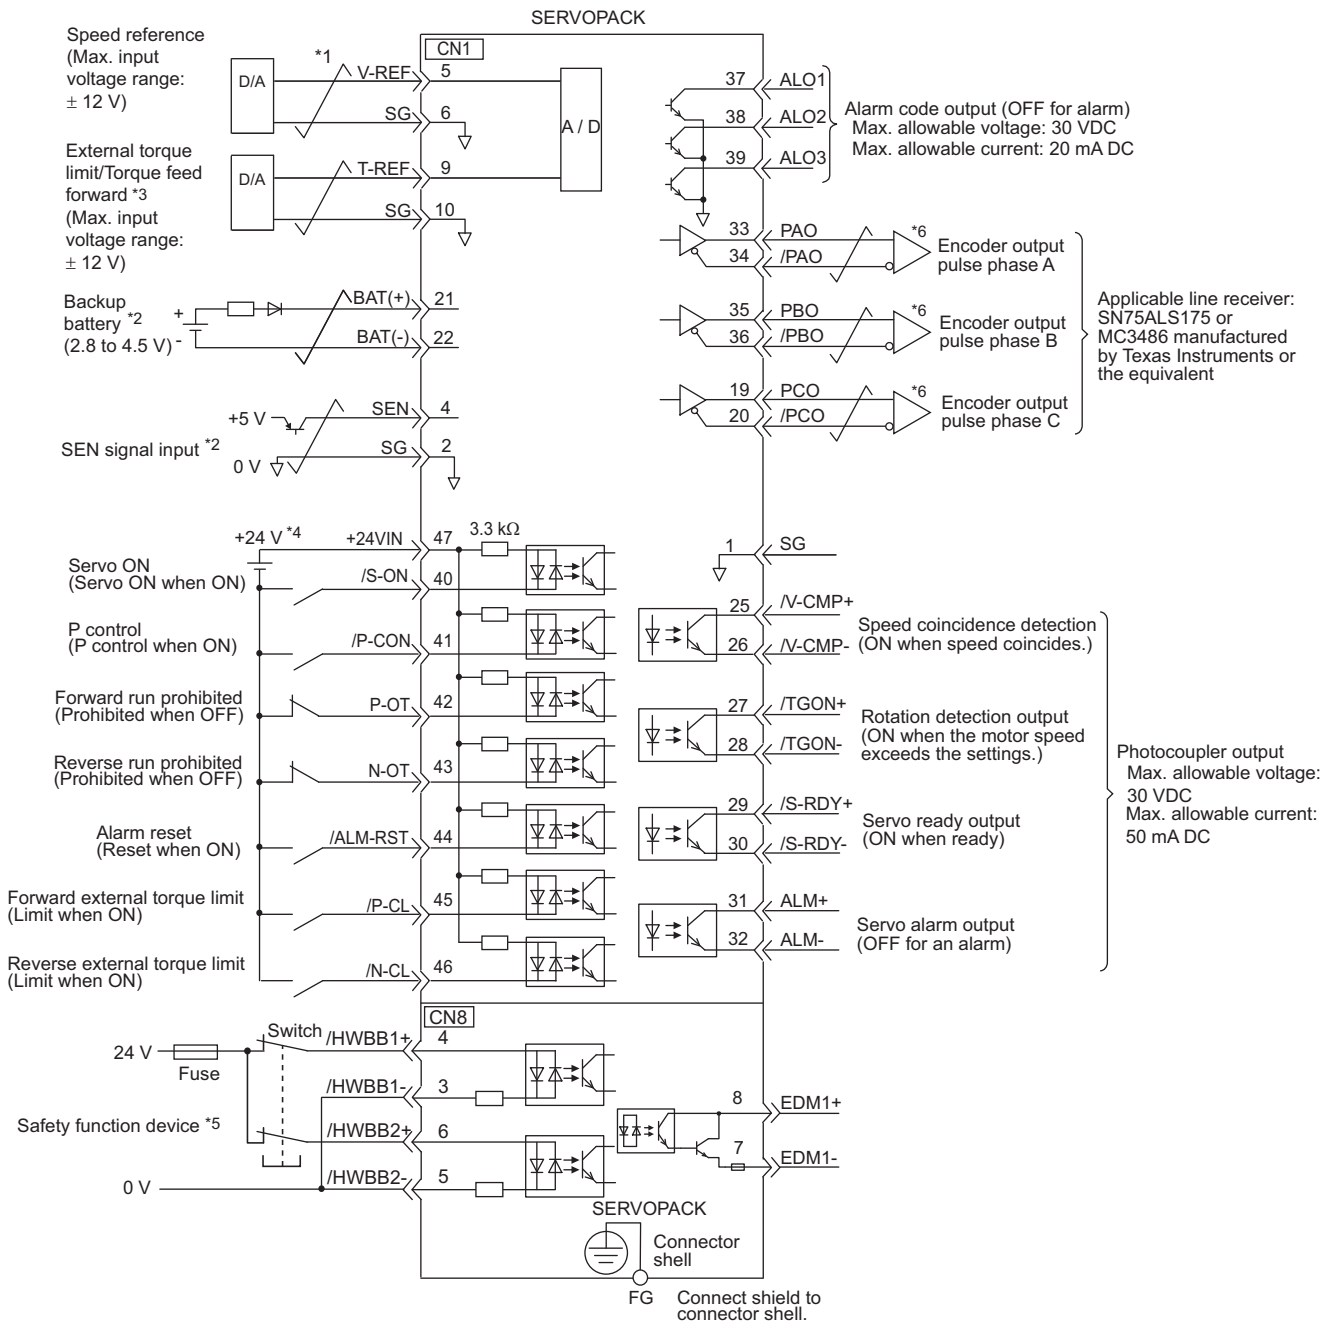 SERVOPACK
CN1
Speed reference
(Max. input
voltage range:
± 12 V)
D/A
*1
V-REF
5
SG
6
A / D
External torque
limit/Torque feed
forward *3
(Max. input
voltage range:
± 12 V)
D/A
T-REF
9
SG
10
Backup
battery *2
(2.8 to 4.5 V)
+
-
BAT(+)
21
BAT(-)
22
+5 V
SEN
4
SEN signal input *2
0 V
SG
2
+24 V *4
+24VIN
47
3.3 kΩ
Servo ON
(Servo ON when ON)
/S-ON
40
P control
(P control when ON)
/P-CON
41
Forward run prohibited
(Prohibited when OFF)
P-OT
42
Reverse run prohibited
(Prohibited when OFF)
N-OT
43
Alarm reset
(Reset when ON)
/ALM-RST
44
Forward external torque limit
(Limit when ON)
/P-CL
45
Reverse external torque limit
(Limit when ON)
/N-CL
46
37
ALO1
38
ALO2
39
ALO3
Alarm code output (OFF for alarm)
Max. allowable voltage: 30 VDC
Max. allowable current: 20 mA DC
33
PAO
34
/PAO
*6
Encoder output
pulse phase A
35
PBO
36
/PBO
*6
Encoder output
pulse phase B
19
PCO
20
/PCO
*6
Encoder output
pulse phase C
Applicable line receiver:
SN75ALS175 or
MC3486 manufactured
by Texas Instruments or
the equivalent
1
SG
25
/V-CMP+
26
/V-CMP-
Speed coincidence detection
(ON when speed coincides.)
27
/TGON+
28
/TGON-
Rotation detection output
(ON when the motor speed
exceeds the settings.)
29
/S-RDY+
30
/S-RDY-
Servo ready output
(ON when ready)
31
ALM+
32
ALM-
Servo alarm output
(OFF for an alarm)
Photocoupler output
Max. allowable voltage:
30 VDC
Max. allowable current:
50 mA DC
CN8
24 V
Fuse
Switch
/HWBB1+
4
/HWBB1-
3
Safety function device *5
/HWBB2+
6
0 V
/HWBB2-
5
8
EDM1+
7
EDM1-
SERVOPACK
Connector
shell
FG
Connect shield to
connector shell.